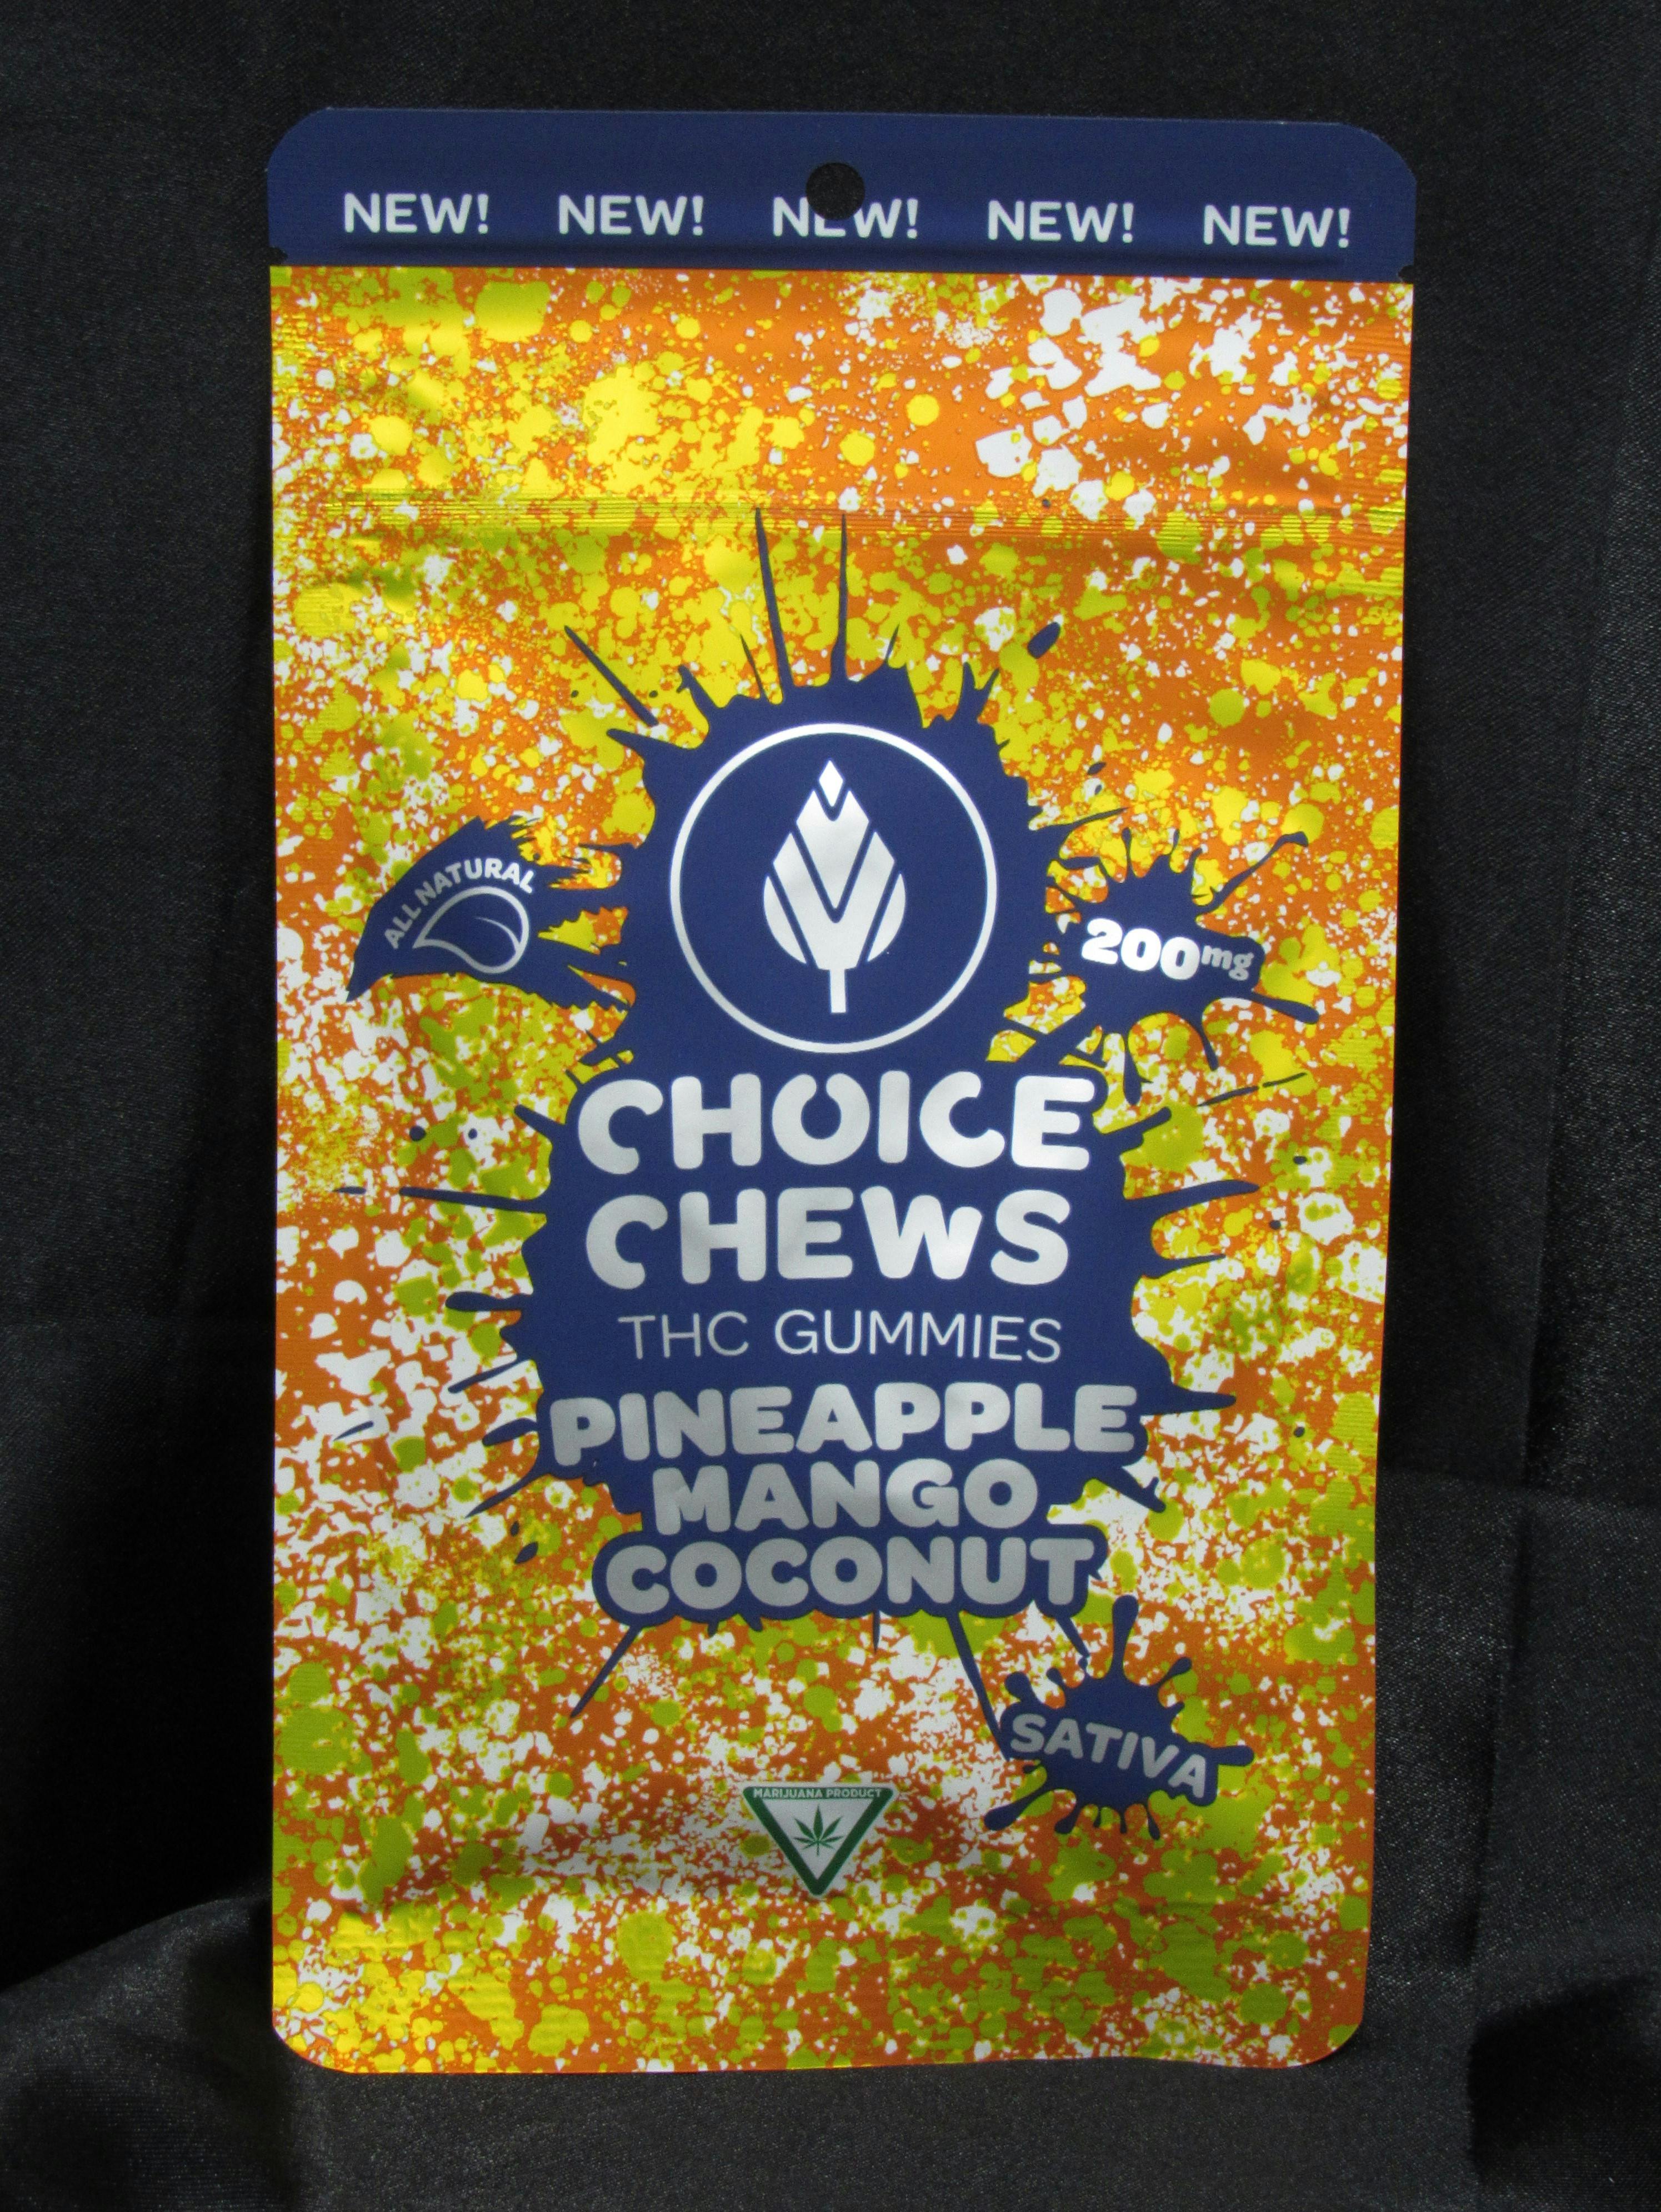 NEW! NEW! NEW! NEW! NEW!
ALL NATURAL
200mg
CHOICE
CHEWS
THC GUMMIES
PINEAPPLE
MANGO
COCONUT
SATIVA
MARIJUANA PRODUCT